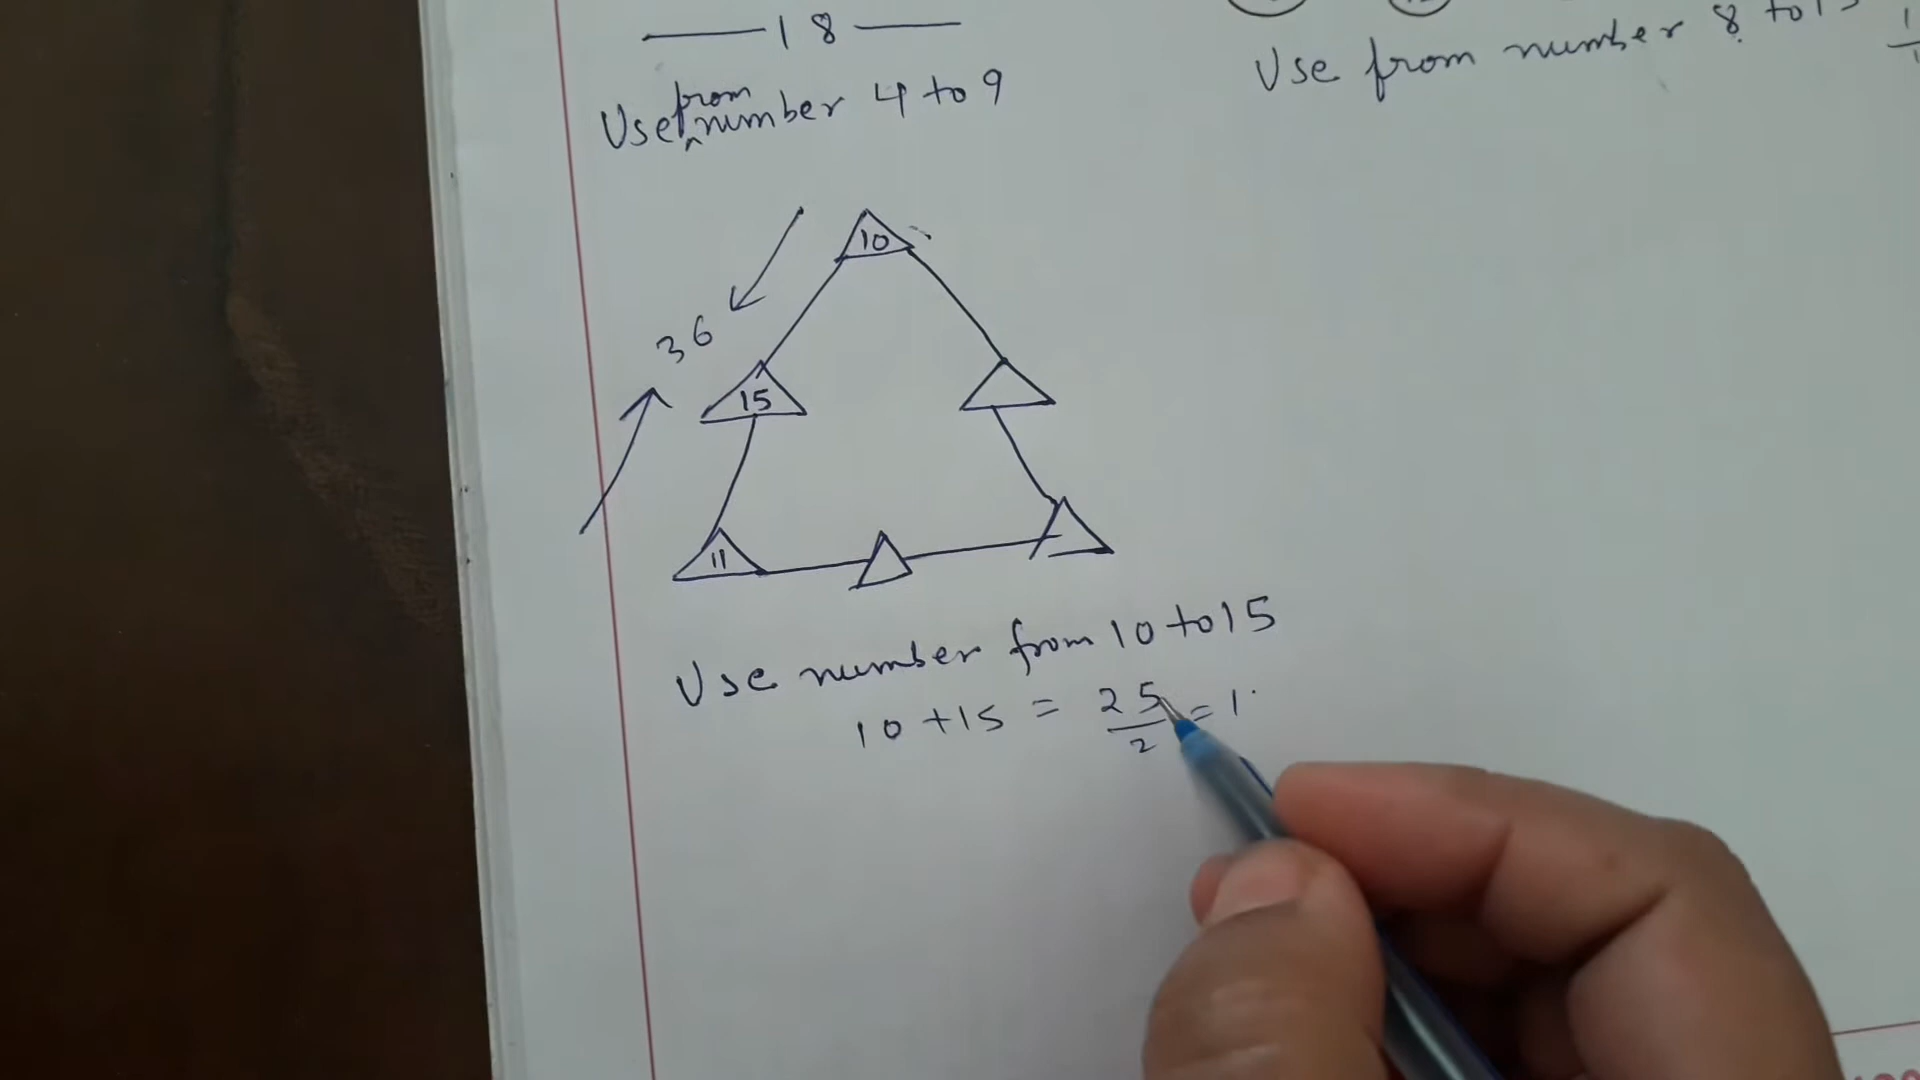 18
Use from number 4 to 9
Use from number 8 to
10
36
15
11
Use number from 10 to 15
10 + 15 = 25/2 = 1